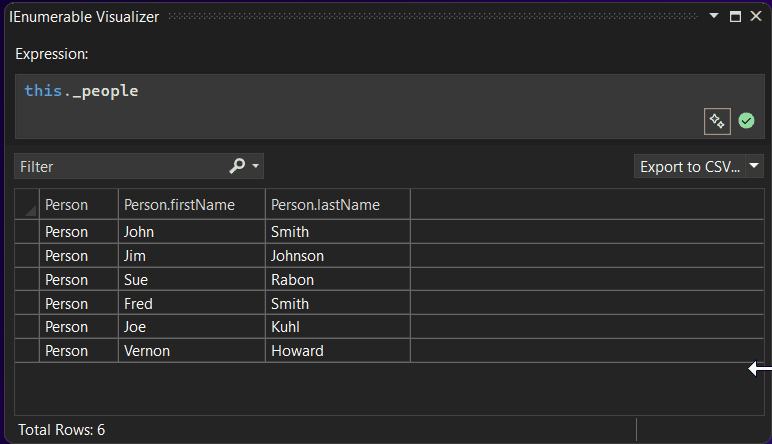 IEnumerable Visualizer
Expression:
this._people
Filter
Export to CSV...
Person Person.firstName Person.lastName
Person John Smith
Person Jim Johnson
Person Sue Rabon
Person Fred Smith
Person Joe Kuhl
Person Vernon Howard
Total Rows: 6